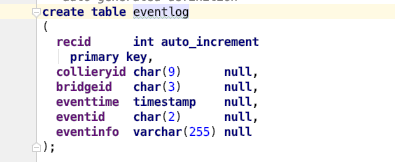 create table eventlog
(
recid int auto_increment
primary key,
collieryid char(9) null,
bridgeid char(3) null,
eventtime timestamp null,
eventid char(2) null,
eventinfo varchar(255) null
);